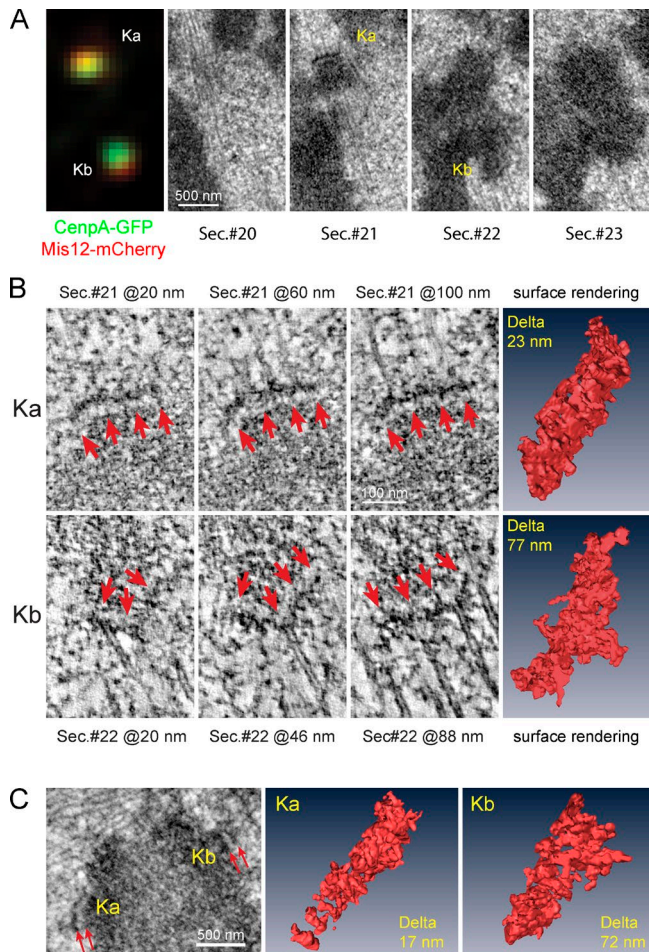 A
Ka
Kb
CenpA-GFP
Mis12-mCherry
500 nm
Sec.#20
Ka
Sec.#21
Kb
Sec.#22
Sec.#23
B
Sec.#21 @20 nm
Sec.#21 @60 nm
Sec.#21 @100 nm
surface rendering
Ka
100 nm
Delta
23 nm
Kb
Delta
77 nm
Sec.#22 @20 nm
Sec.#22 @46 nm
Sec#22 @88 nm
surface rendering
C
Ka
Kb
500 nm
Ka
Delta
17 nm
Kb
Delta
72 nm